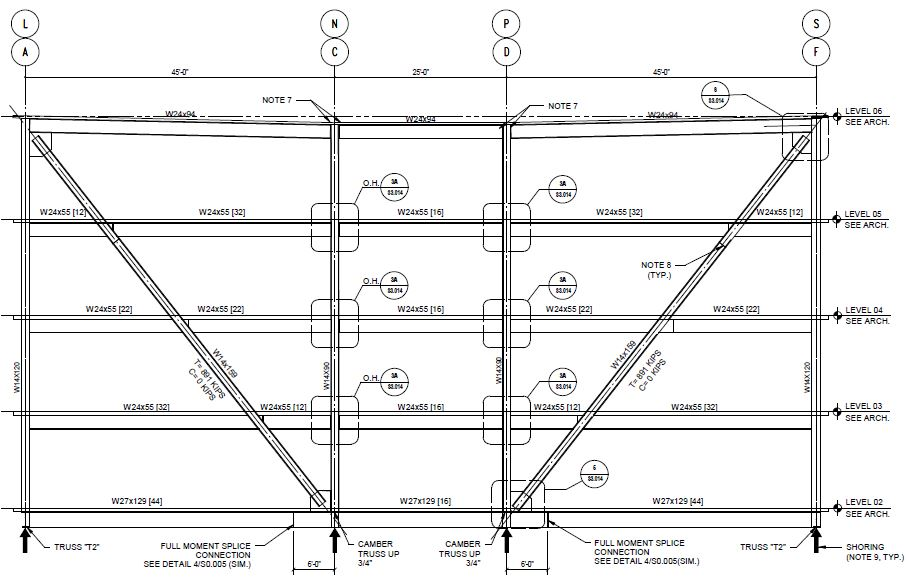 L N P S
A C D F
45'-0" 25'-0" 45'-0"
6
S3.014
NOTE 7 NOTE 7
W24x94 W24x94 W24x94
LEVEL 06
SEE ARCH.
O.H. 3A
S3.014
3A
S3.014
W24x55 [12] W24x55 [32] W24x55 [16] W24x55 [32] W24x55 [12]
LEVEL 05
SEE ARCH.
NOTE 8
(TYP.)
O.H. 3A
S3.014
3A
S3.014
W24x55 [22] W24x55 [22] W24x55 [16] W24x55 [22] W24x55 [22]
LEVEL 04
SEE ARCH.
W14X120
W14x159
T= 891 KIPS
C= 0 KIPS
W14X90
W14X90
W14x159
T= 891 KIPS
C= 0 KIPS
W14X120
O.H. 3A
S3.014
3A
S3.014
W24x55 [32] W24x55 [12] W24x55 [16] W24x55 [12] W24x55 [32]
LEVEL 03
SEE ARCH.
5
S3.014
W27x129 [44] W27x129 [16] W27x129 [44]
LEVEL 02
SEE ARCH.
TRUSS "T2"
FULL MOMENT SPLICE
CONNECTION
SEE DETAIL 4/S0.005 (SIM.)
CAMBER
TRUSS UP
3/4"
CAMBER
TRUSS UP
3/4"
FULL MOMENT SPLICE
CONNECTION
SEE DETAIL 4/S0.005 (SIM.)
TRUSS "T2"
SHORING
(NOTE 9, TYP.)
6'-0" 6'-0"